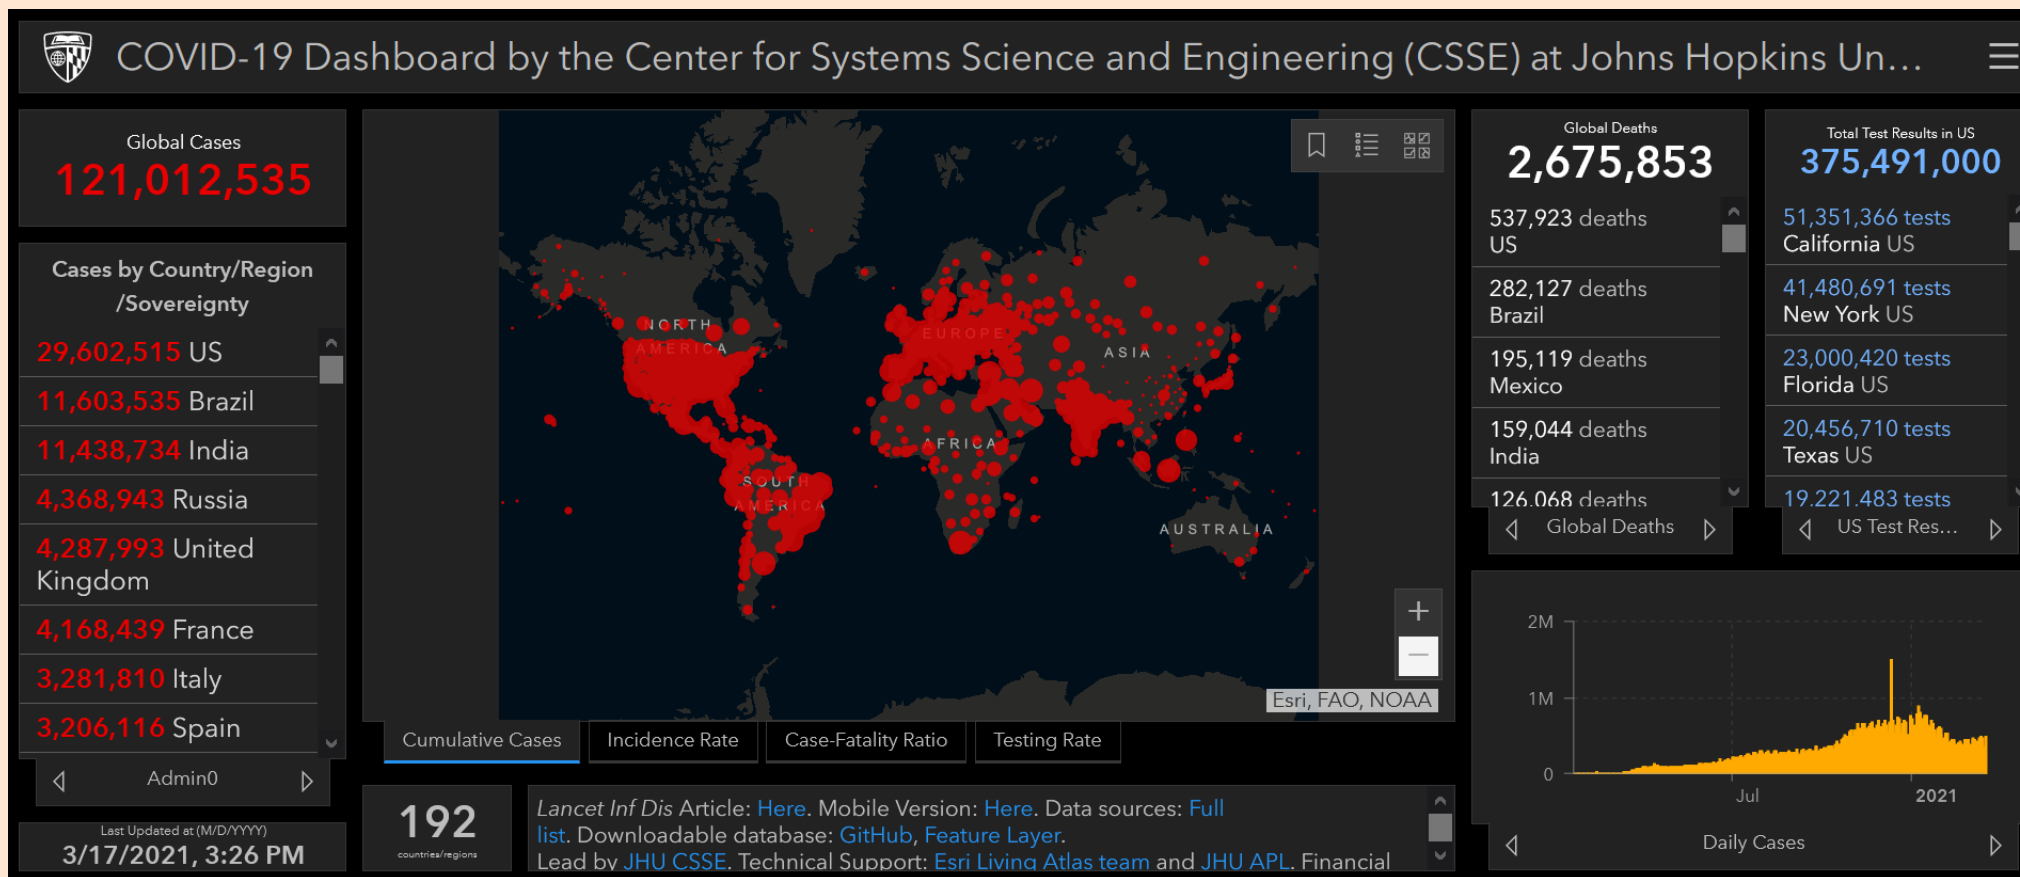 COVID-19 Dashboard by the Center for Systems Science and Engineering (CSSE) at Johns Hopkins Un...
Global Cases
121,012,535
Cases by Country/Region
/Sovereignty
29,602,515 US
11,603,535 Brazil
11,438,734 India
4,368,943 Russia
4,287,993 United
Kingdom
4,168,439 France
3,281,810 Italy
3,206,116 Spain
Admin0
Last Updated at (M/D/YYYY)
3/17/2021, 3:26 PM
NORTH
AMERICA
EUROPE
ASIA
AFRICA
SOUTH
AMERICA
AUSTRALIA
Esri, FAO, NOAA
Cumulative Cases
Incidence Rate
Case-Fatality Ratio
Testing Rate
192
countries/regions
Lancet Inf Dis Article: Here. Mobile Version: Here. Data sources: Full
list. Downloadable database: GitHub, Feature Layer.
Lead by JHU CSSE. Technical Support: Esri Living Atlas team and JHU APL. Financial
Global Deaths
2,675,853
537,923 deaths
US
282,127 deaths
Brazil
195,119 deaths
Mexico
159,044 deaths
India
126,068 deaths
Global Deaths
Total Test Results in US
375,491,000
51,351,366 tests
California US
41,480,691 tests
New York US
23,000,420 tests
Florida US
20,456,710 tests
Texas US
19,221,483 tests
US Test Res...
2M
1M
0
Jul
2021
Daily Cases